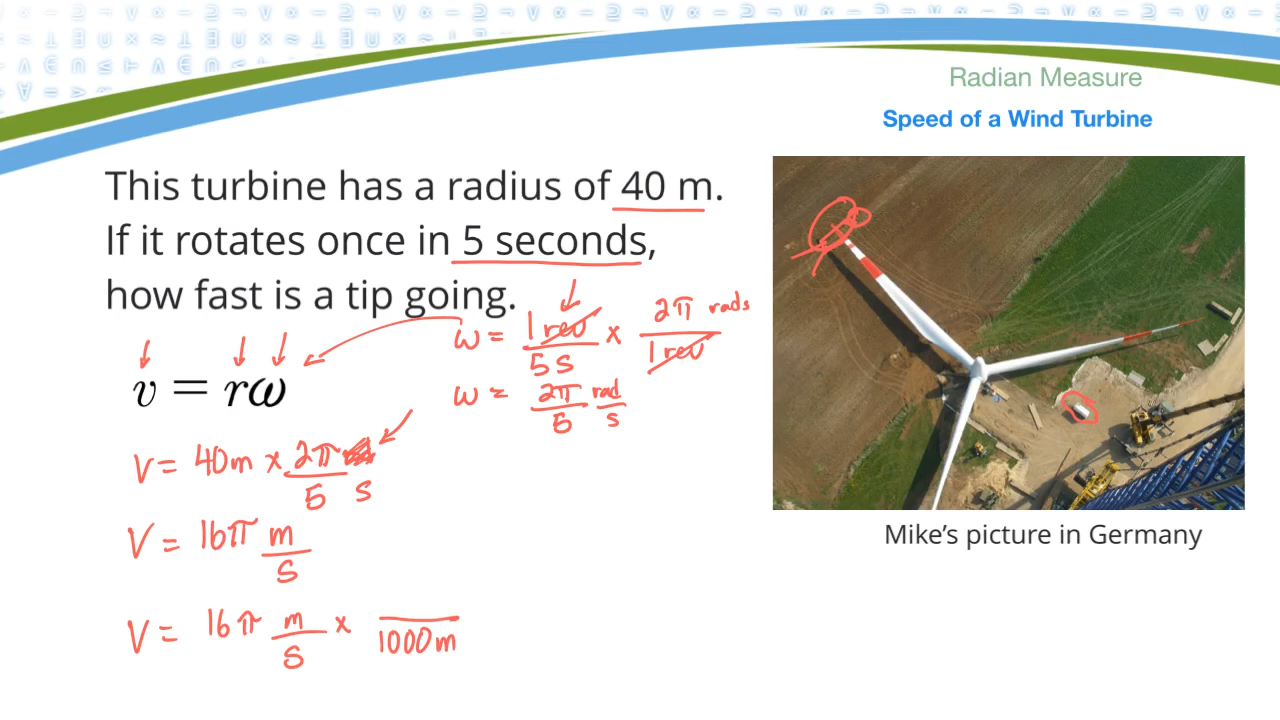 Radian Measure
Speed of a Wind Turbine
This turbine has a radius of 40 m.
If it rotates once in 5 seconds,
how fast is a tip going.
ω = 1 rev / 5 s × 2π rads / 1 rev
v = rω
ω = 2π / 5 rad / s
V = 40m × 2π / 5 s
V = 16π m / s
V = 16π m / s × / 1000m
Mike's picture in Germany